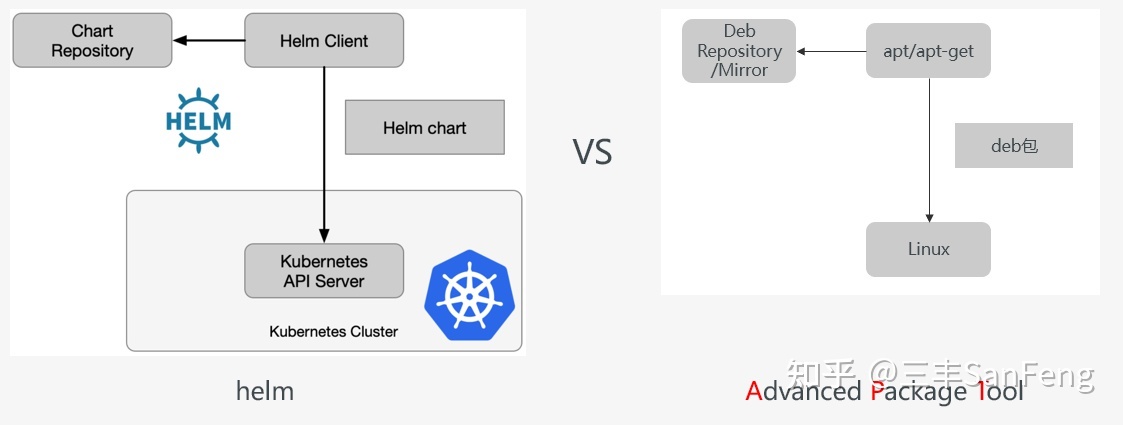 Chart
Repository
Helm Client
HELM
Helm chart
Kubernetes
API Server
Kubernetes Cluster
helm
VS
Deb
Repository
/Mirror
apt/apt-get
deb包
Linux
Advanced Package Tool
知乎 @三丰SanFeng